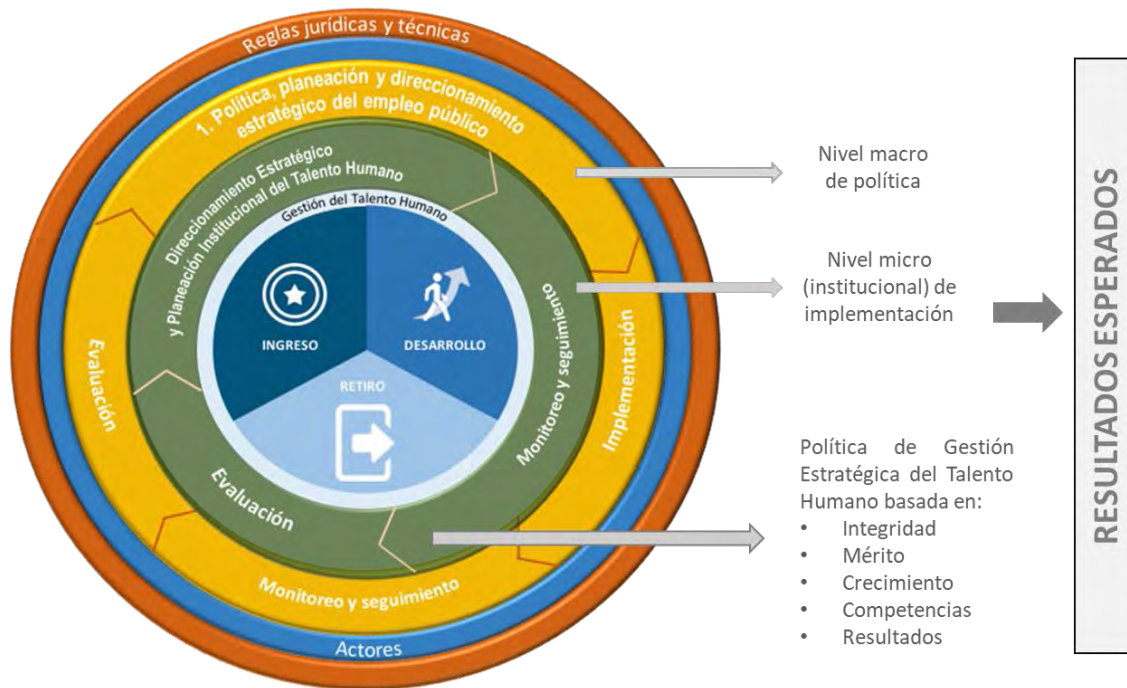 Reglas jurídicas y técnicas
1. Política, planeación y direccionamiento
estratégico del empleo público
Direccionamiento Estratégico
y Planeación Institucional del Talento Humano
Gestión del Talento Humano
INGRESO
DESARROLLO
RETIRO
Monitoreo y seguimiento
Evaluación
Implementación
Evaluación
Monitoreo y seguimiento
Actores
Nivel macro
de política
Nivel micro
(institucional) de
implementación
Política de Gestión
Estratégica del Talento
Humano basada en:
• Integridad
• Mérito
• Crecimiento
• Competencias
• Resultados
RESULTADOS ESPERADOS